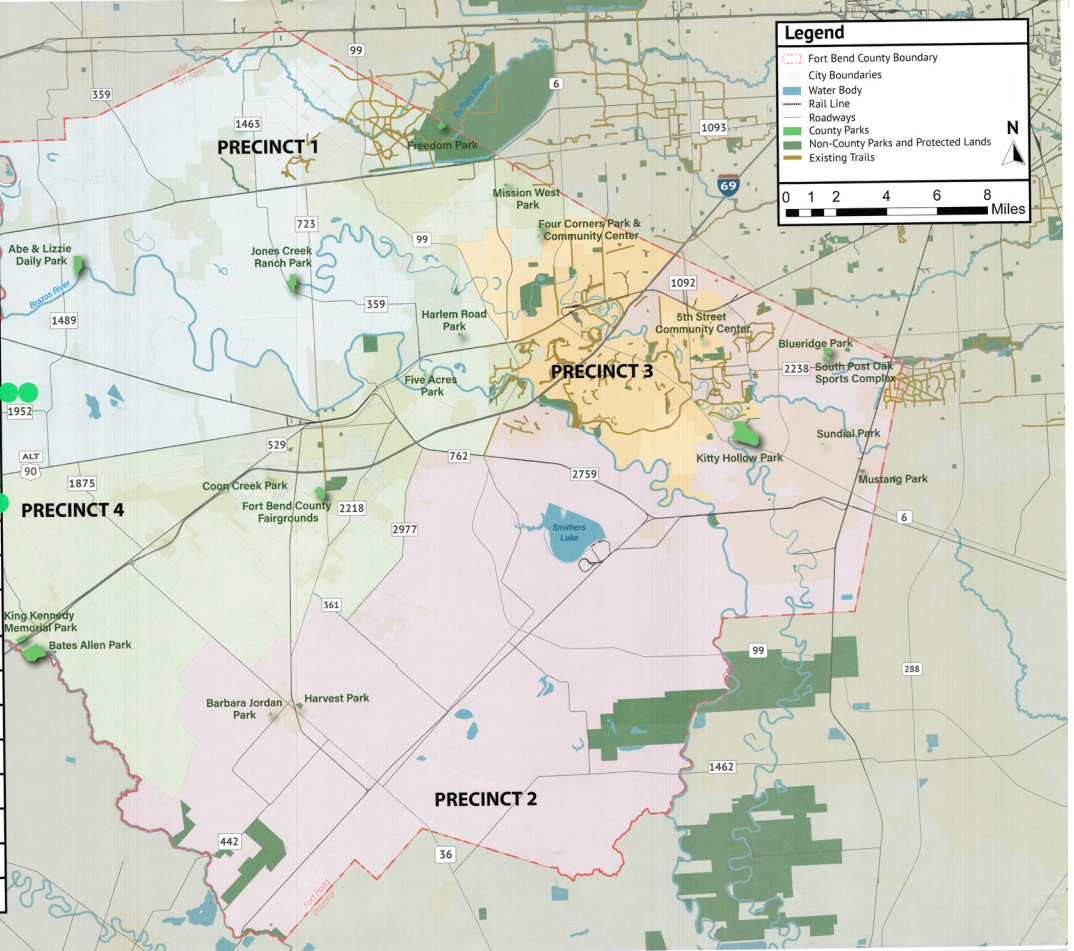 Legend
Fort Bend County Boundary
City Boundaries
Water Body
Rail Line
Roadways
County Parks
Non-County Parks and Protected Lands
Existing Trails
N
0 1 2 4 6 8
Miles
99
6
359
1463
1093
PRECINCT 1
Freedom Park
69
Waller
Fort Bend
Mission West
Park
Four Corners Park &
Community Center
723
99
Abe & Lizzie
Daily Park
Jones Creek
Ranch Park
1092
Brazos River
359
1489
Harlem Road
Park
5th Street
Community Center
Blueridge Park
2238
South Post Oak
Sports Complex
PRECINCT 3
Five Acres
Park
1952
Sundial Park
529
762
Kitty Hollow Park
ALT
90
2759
Mustang Park
1875
Coon Creek Park
Fort Bend County
Fairgrounds
2218
PRECINCT 4
6
2977
Smithers
Lake
361
King Kennedy
Memorial Park
Bates Allen Park
99
288
Barbara Jordan
Park
Harvest Park
1462
PRECINCT 2
442
36
Fort Bend
Brazoria